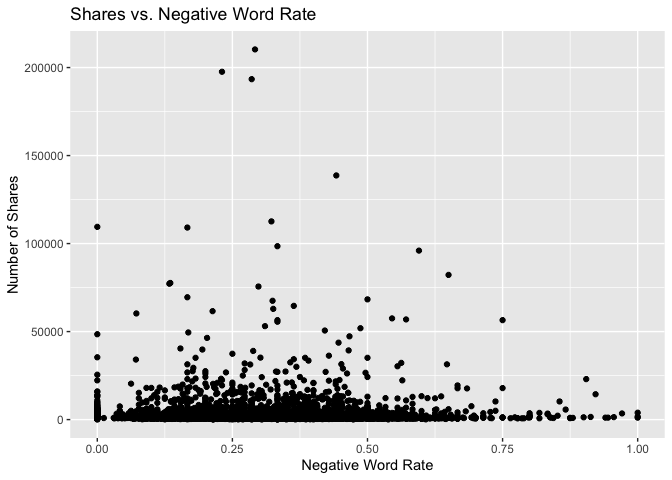 Shares vs. Negative Word Rate
200000
150000
100000
50000
0
Number of Shares
0.00 0.25 0.50 0.75 1.00
Negative Word Rate